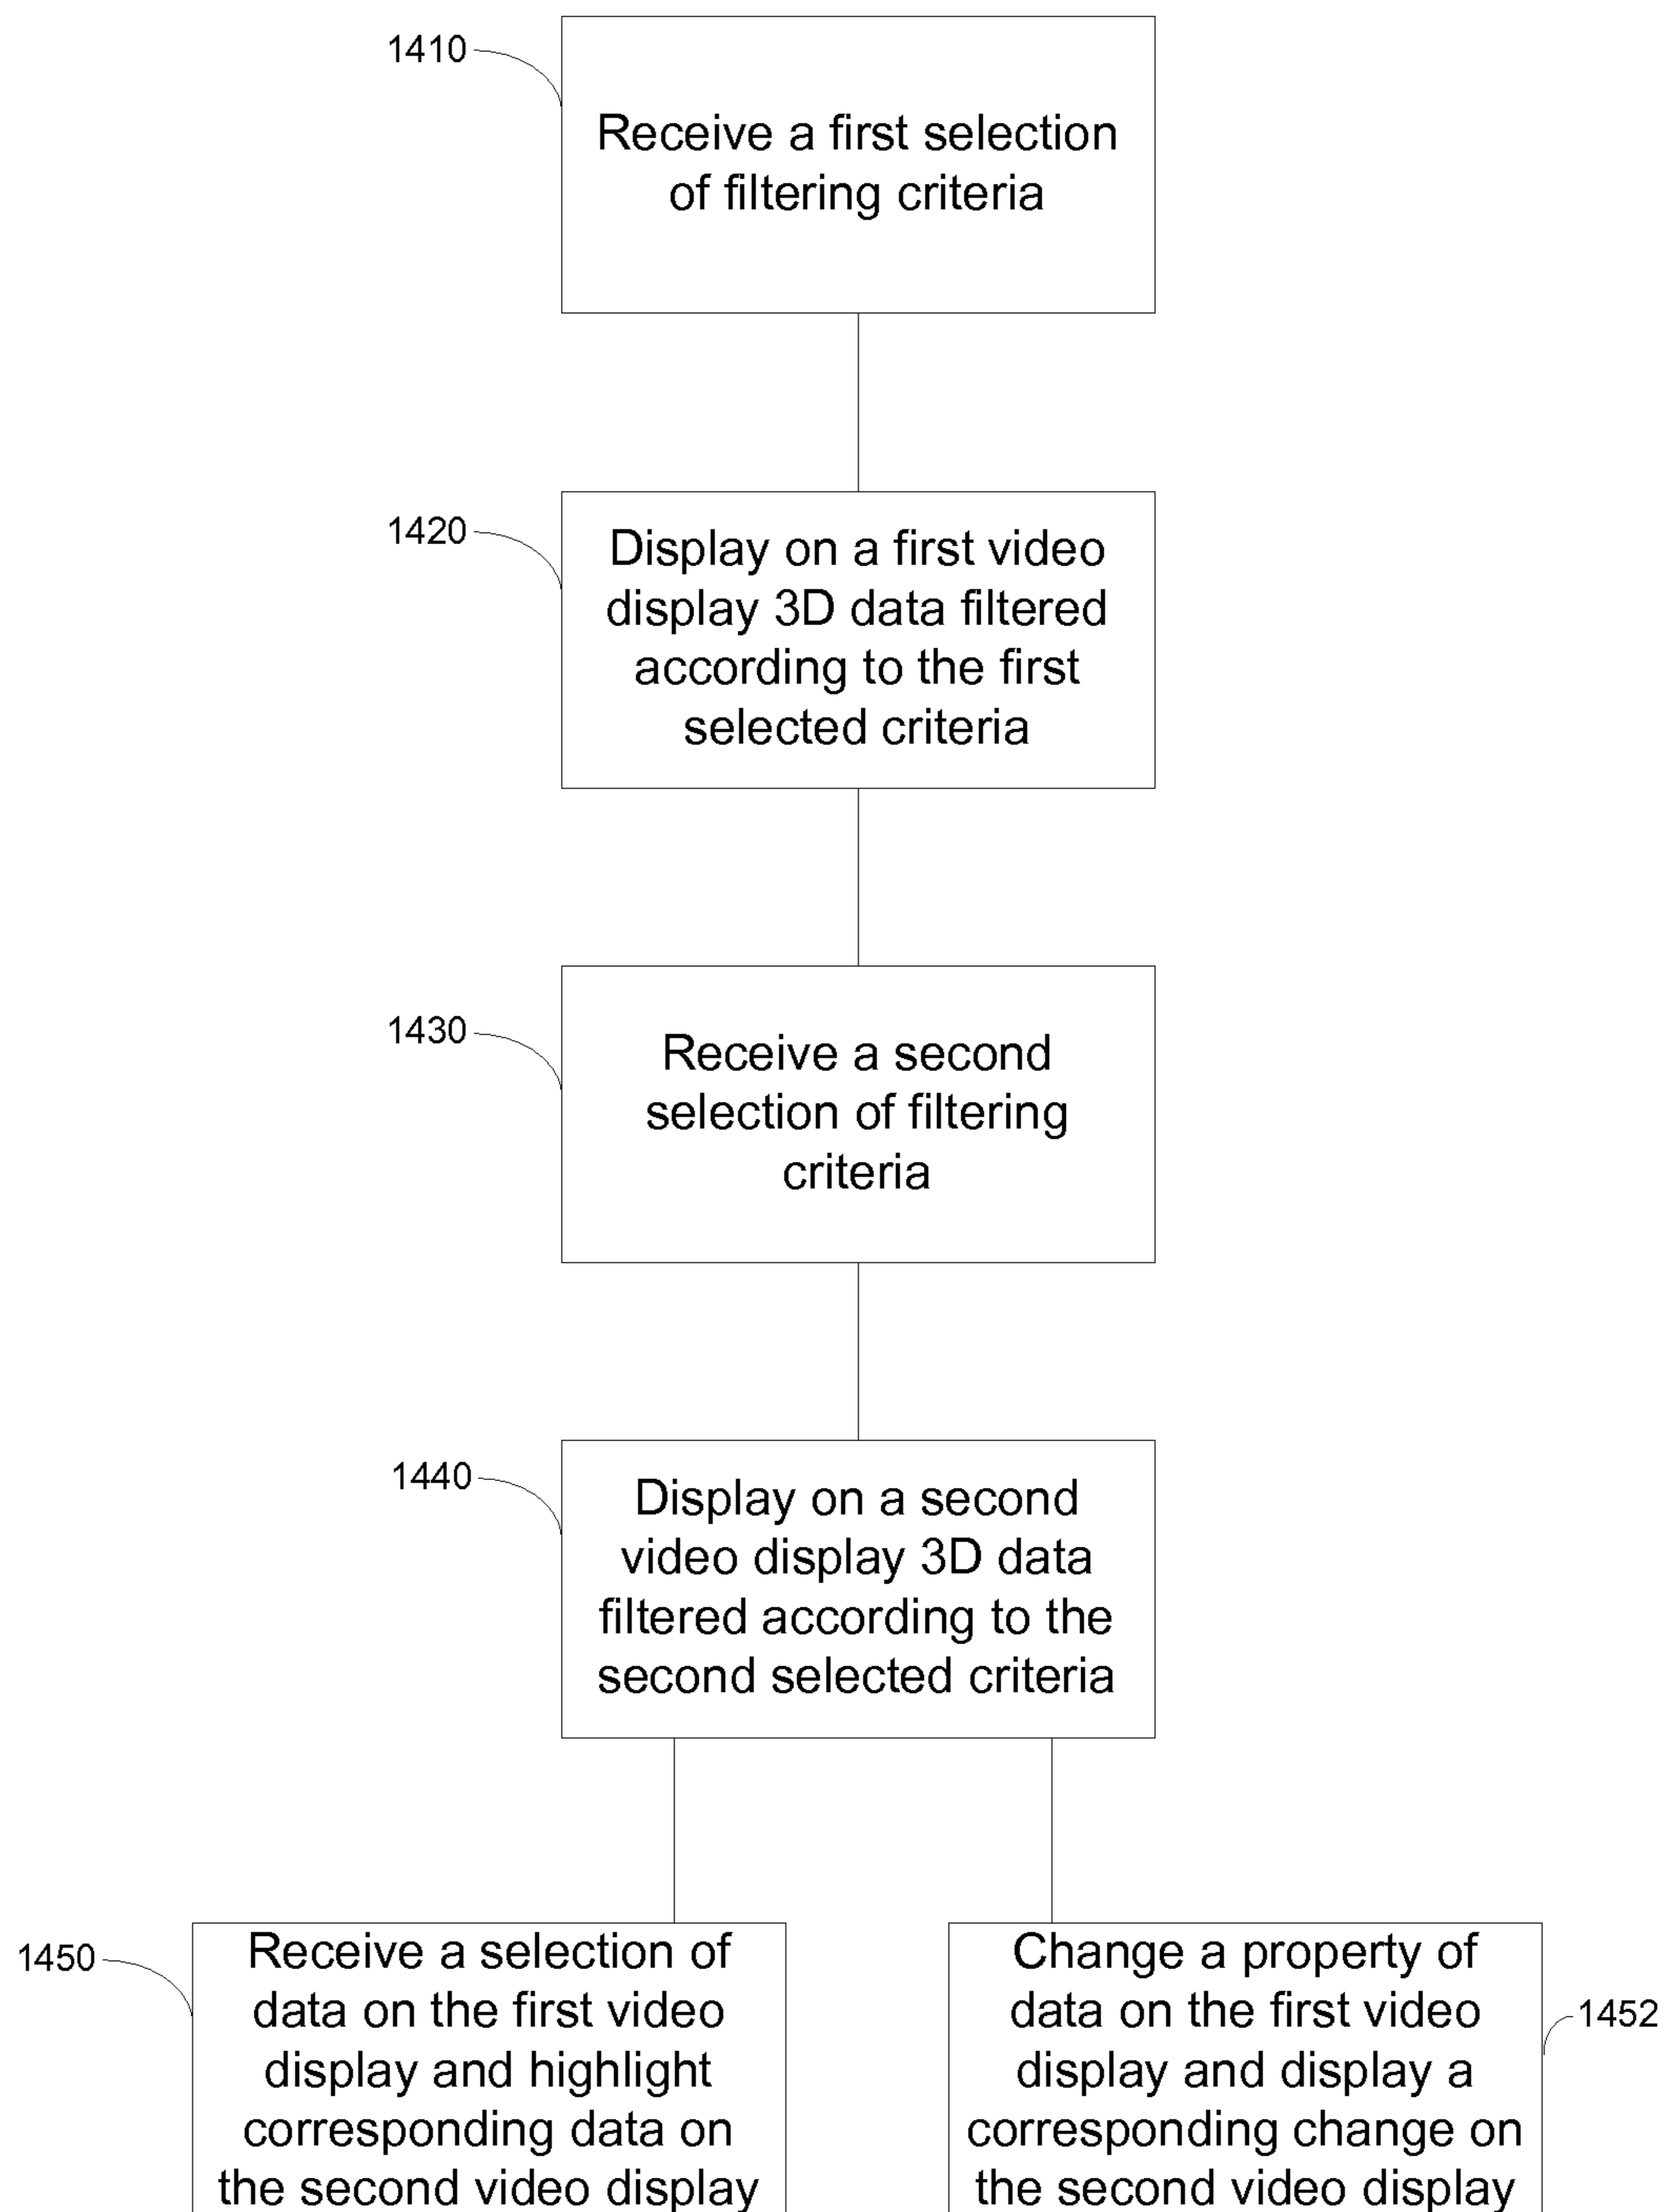 1410
Receive a first selection
of filtering criteria
1420
Display on a first video
display 3D data filtered
according to the first
selected criteria
1430
Receive a second
selection of filtering
criteria
1440
Display on a second
video display 3D data
filtered according to the
second selected criteria
1450
Receive a selection of
data on the first video
display and highlight
corresponding data on
the second video display
Change a property of
data on the first video
display and display a
corresponding change on
the second video display
1452